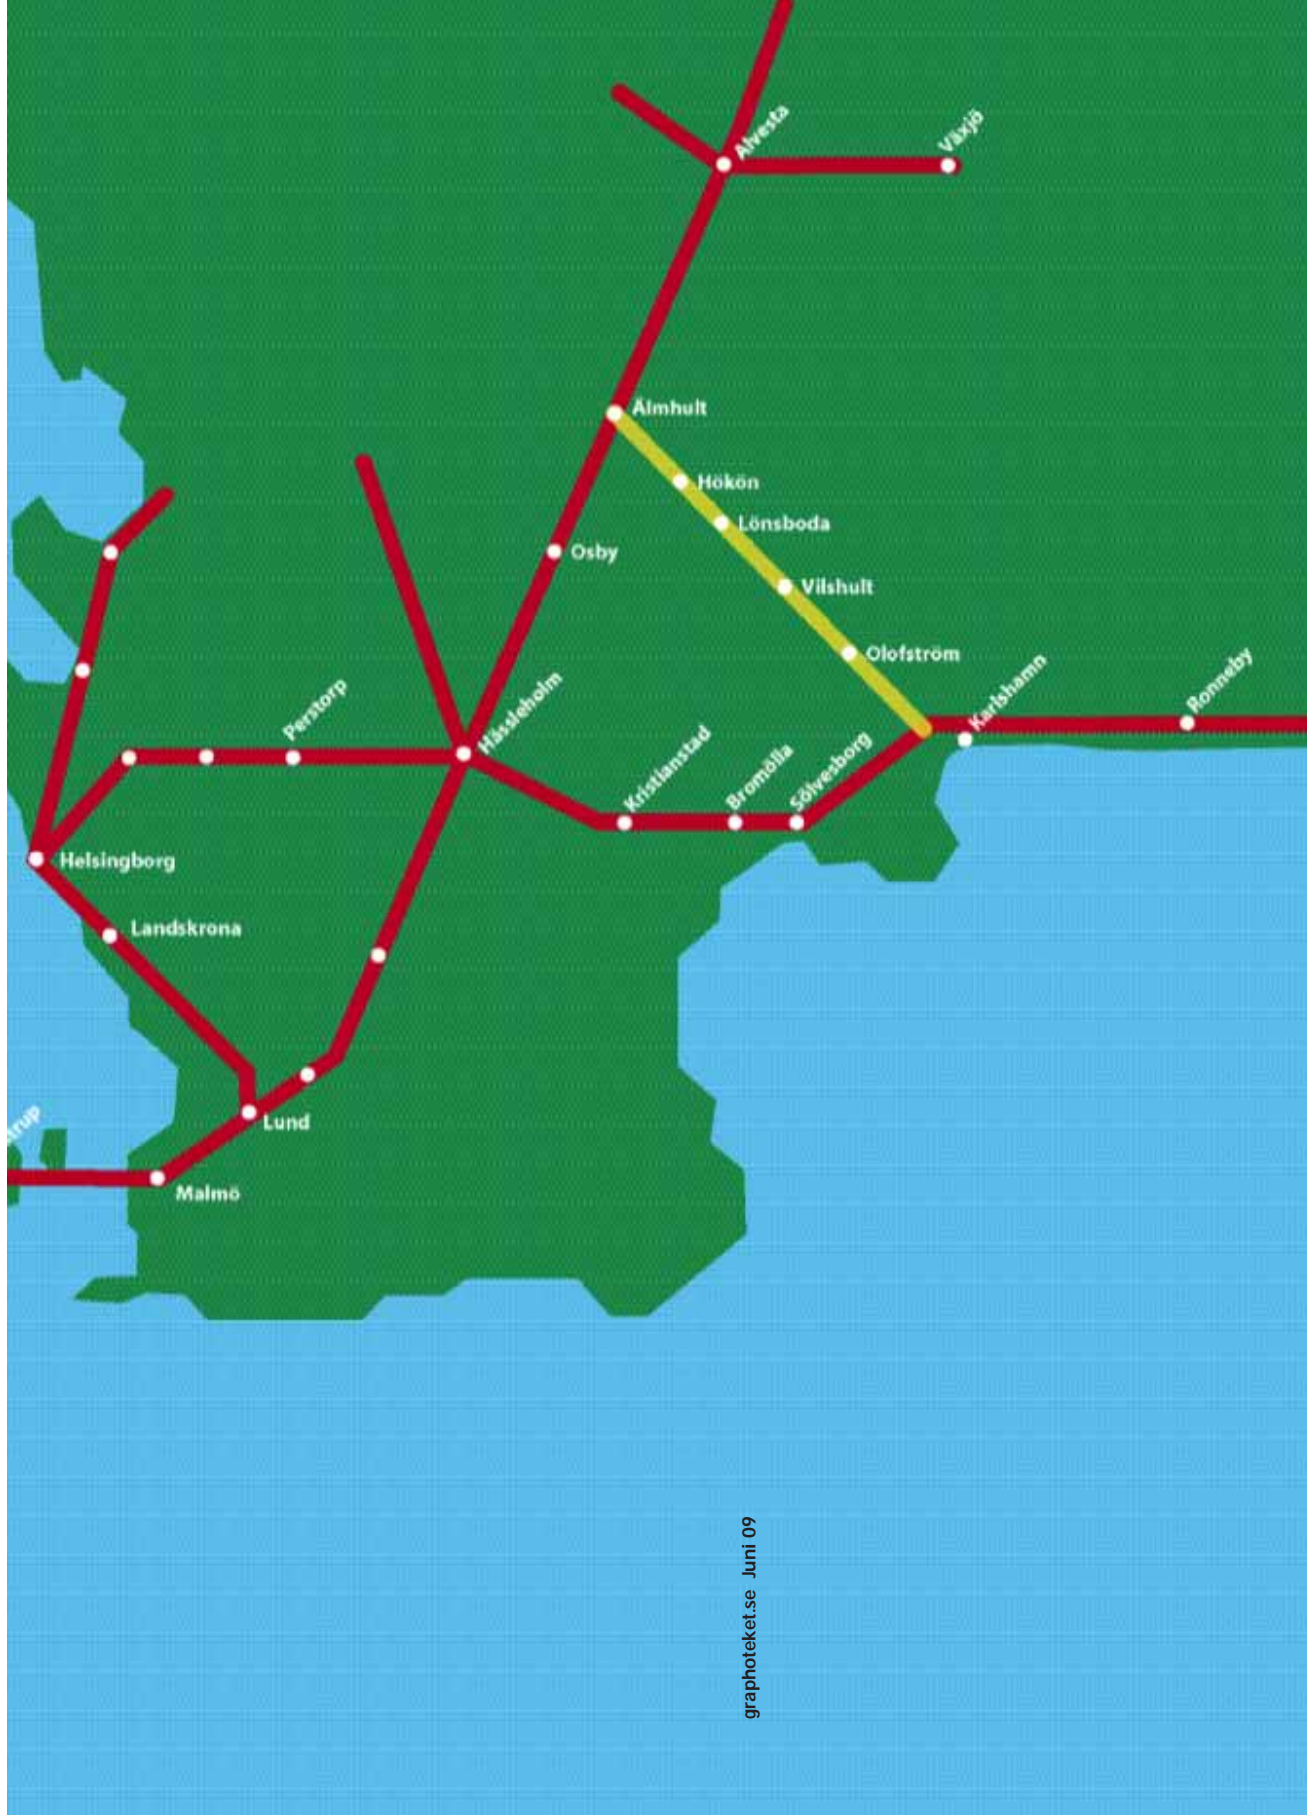 Alvesta
Växjö
Älmhult
Hökön
Lönsboda
Osby
Vilshult
Olofström
Karlshamn
Ronneby
Perstorp
Hässleholm
Kristianstad
Bromölla
Sölvesborg
Helsingborg
Landskrona
Lund
trup
Malmö
graphoteket.se Juni 09